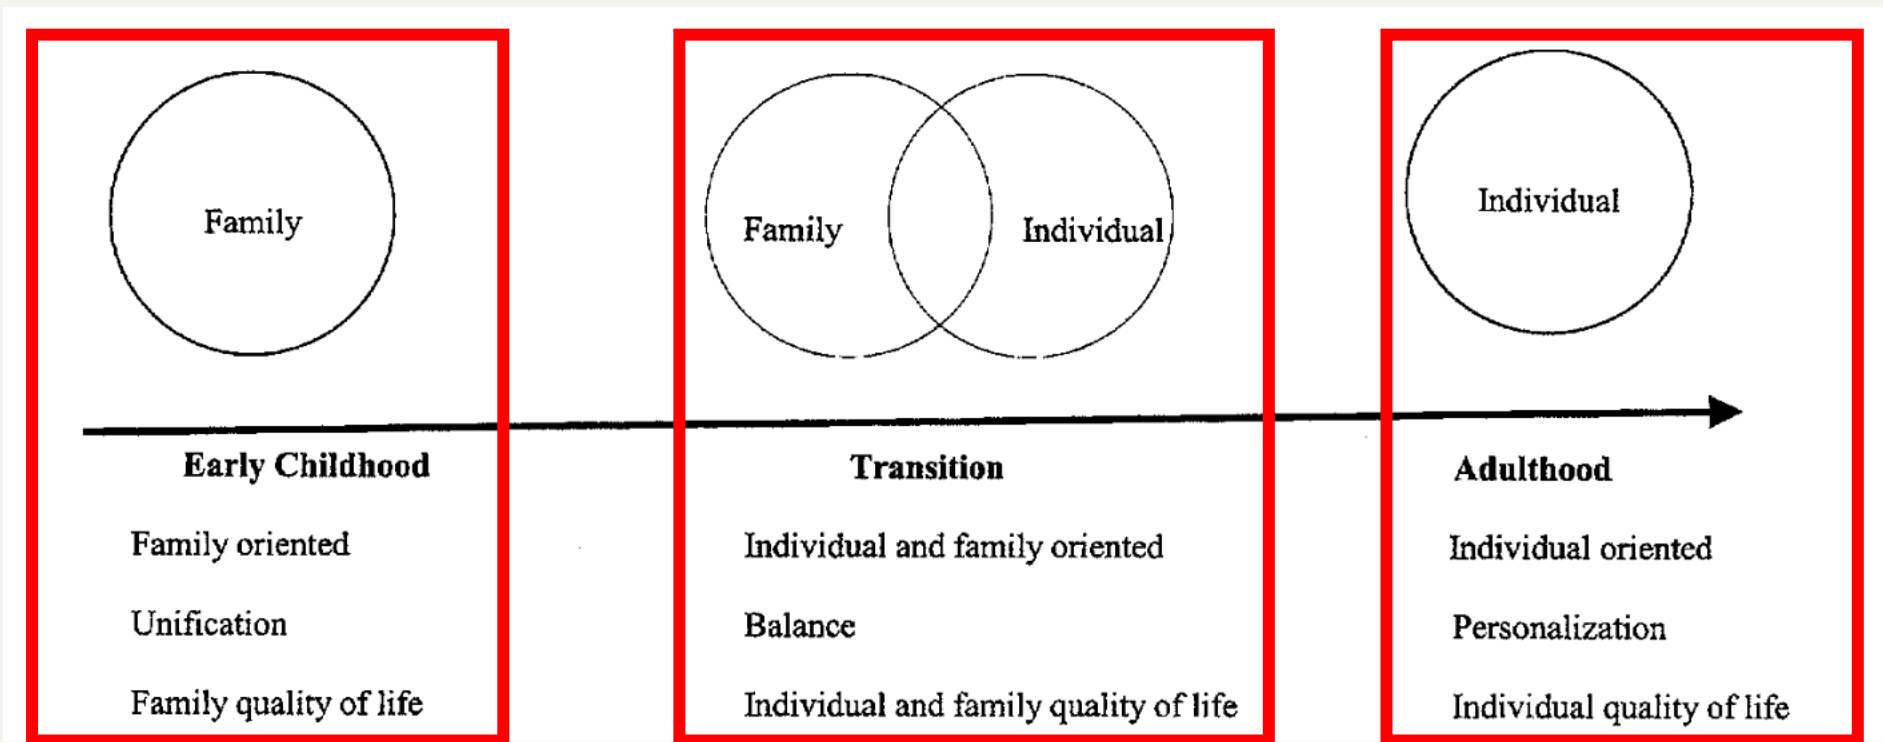 Family
Family
Individual
Individual
Early Childhood
Family oriented
Unification
Family quality of life
Transition
Individual and family oriented
Balance
Individual and family quality of life
Adulthood
Individual oriented
Personalization
Individual quality of life